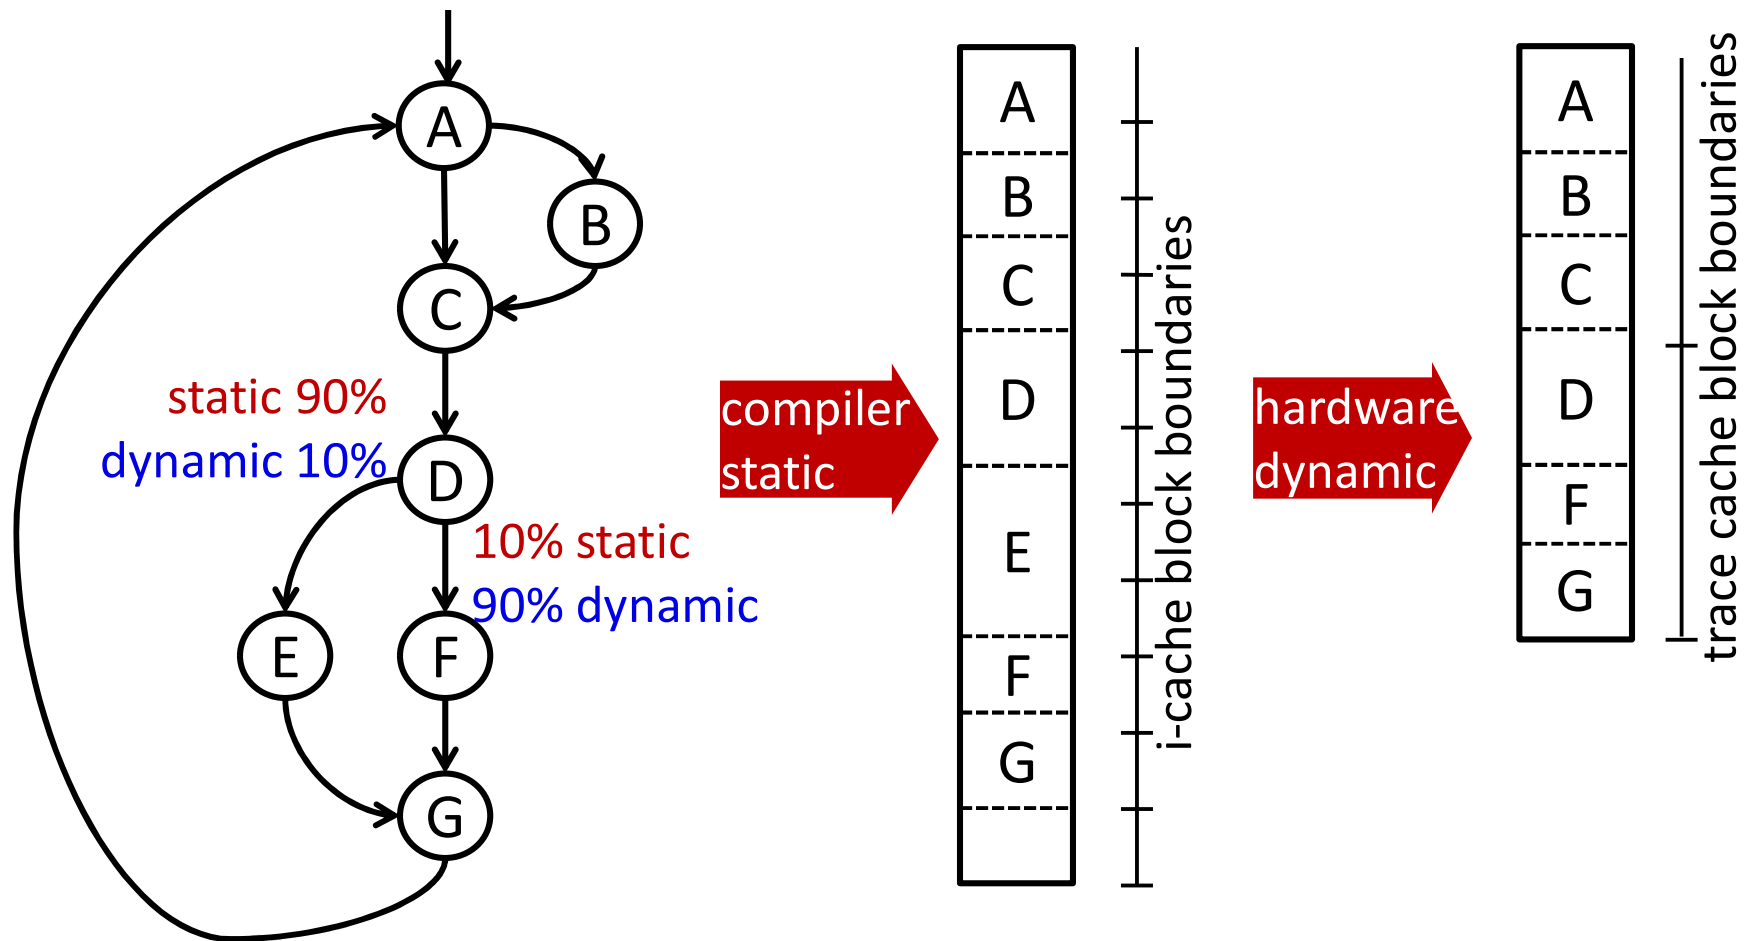 A
B
C
static 90%
dynamic 10%
D
10% static
90% dynamic
E
F
G
compiler
static
A
B
C
D
E
F
G
i-cache block boundaries
hardware
dynamic
A
B
C
D
F
G
trace cache block boundaries